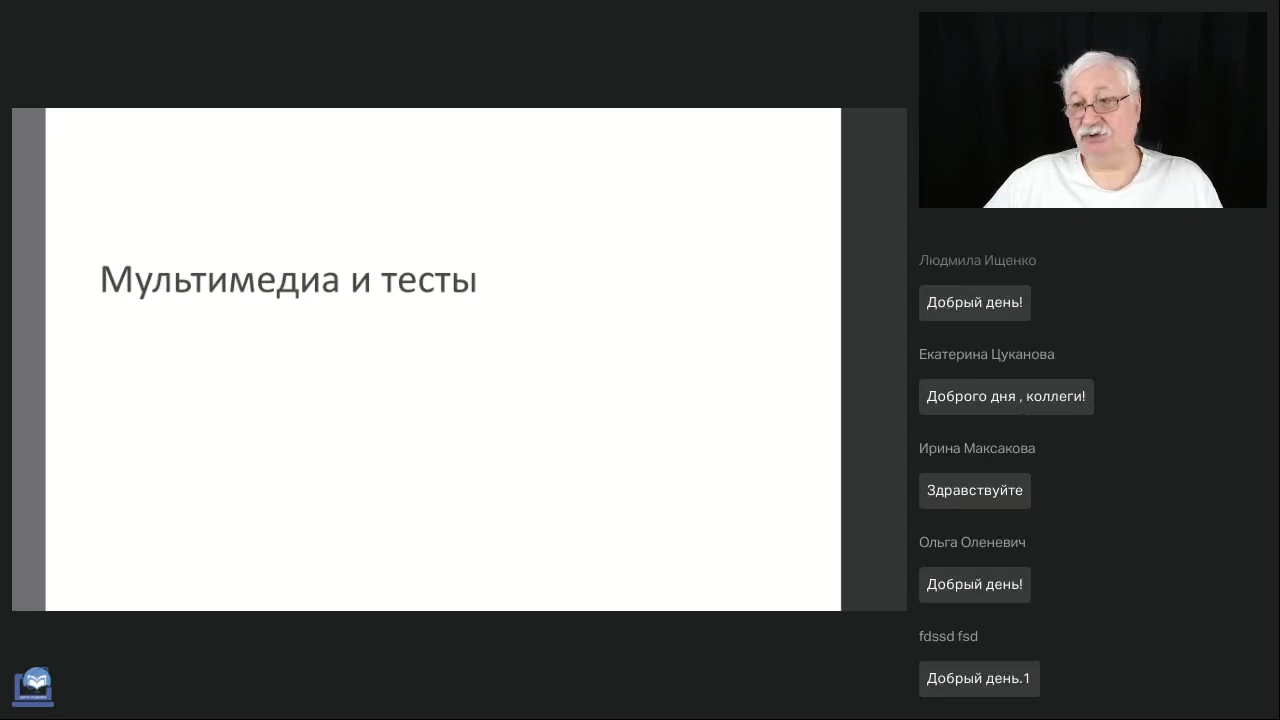 Мультимедиа и тесты
Людмила Ищенко
Добрый день!
Екатерина Цуканова
Доброго дня , коллеги!
Ирина Максакова
Здравствуйте
Ольга Оленевич
Добрый день!
fdssd fsd
Добрый день.1